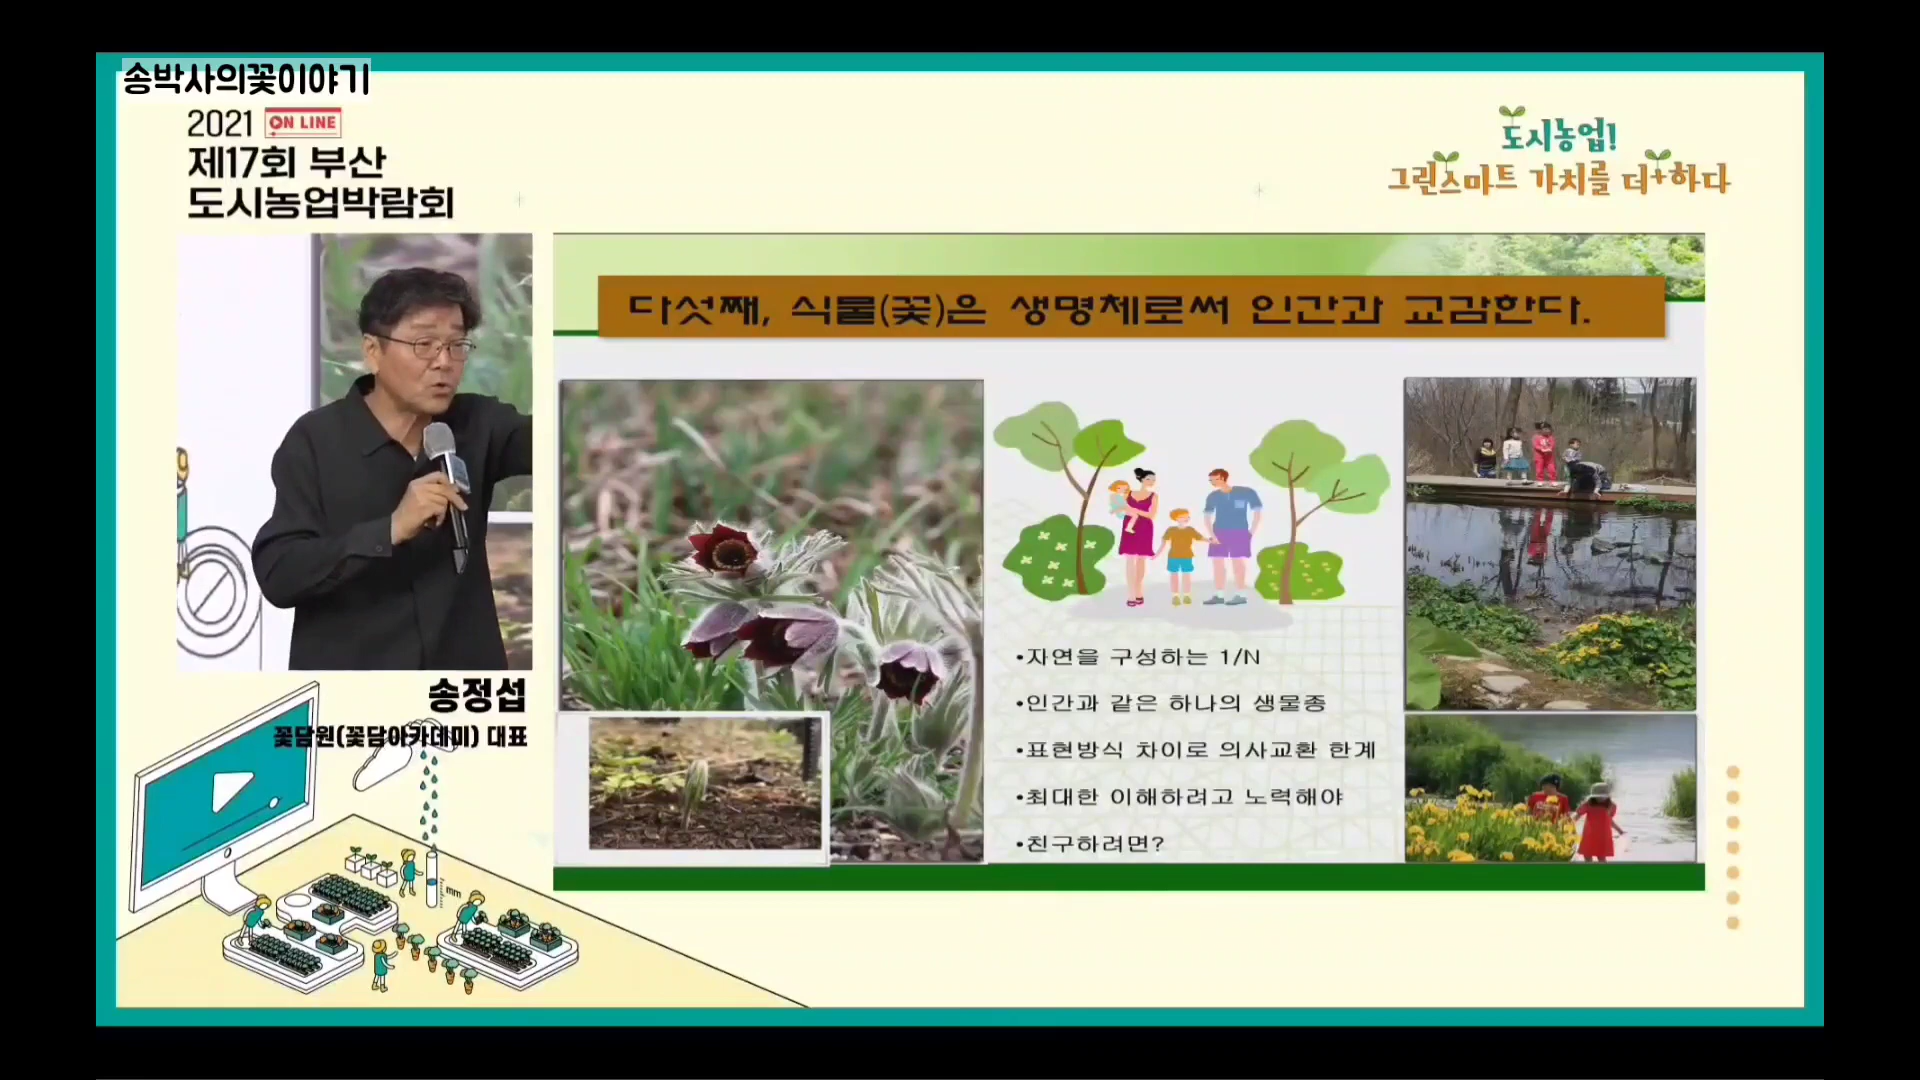 송박사의꽃이야기
2021 ON LINE
제17회 부산
도시농업박람회
도시농업!
그린스마트 가치를 더+하다
다섯째, 식물(꽃)은 생명체로써 인간과 교감한다.
•자연을 구성하는 1/N
•인간과 같은 하나의 생물종
•표현방식 차이로 의사교환 한계
•최대한 이해하려고 노력해야
•친구하려면?
송정섭
꽃담원(꽃담아카데미) 대표
mm